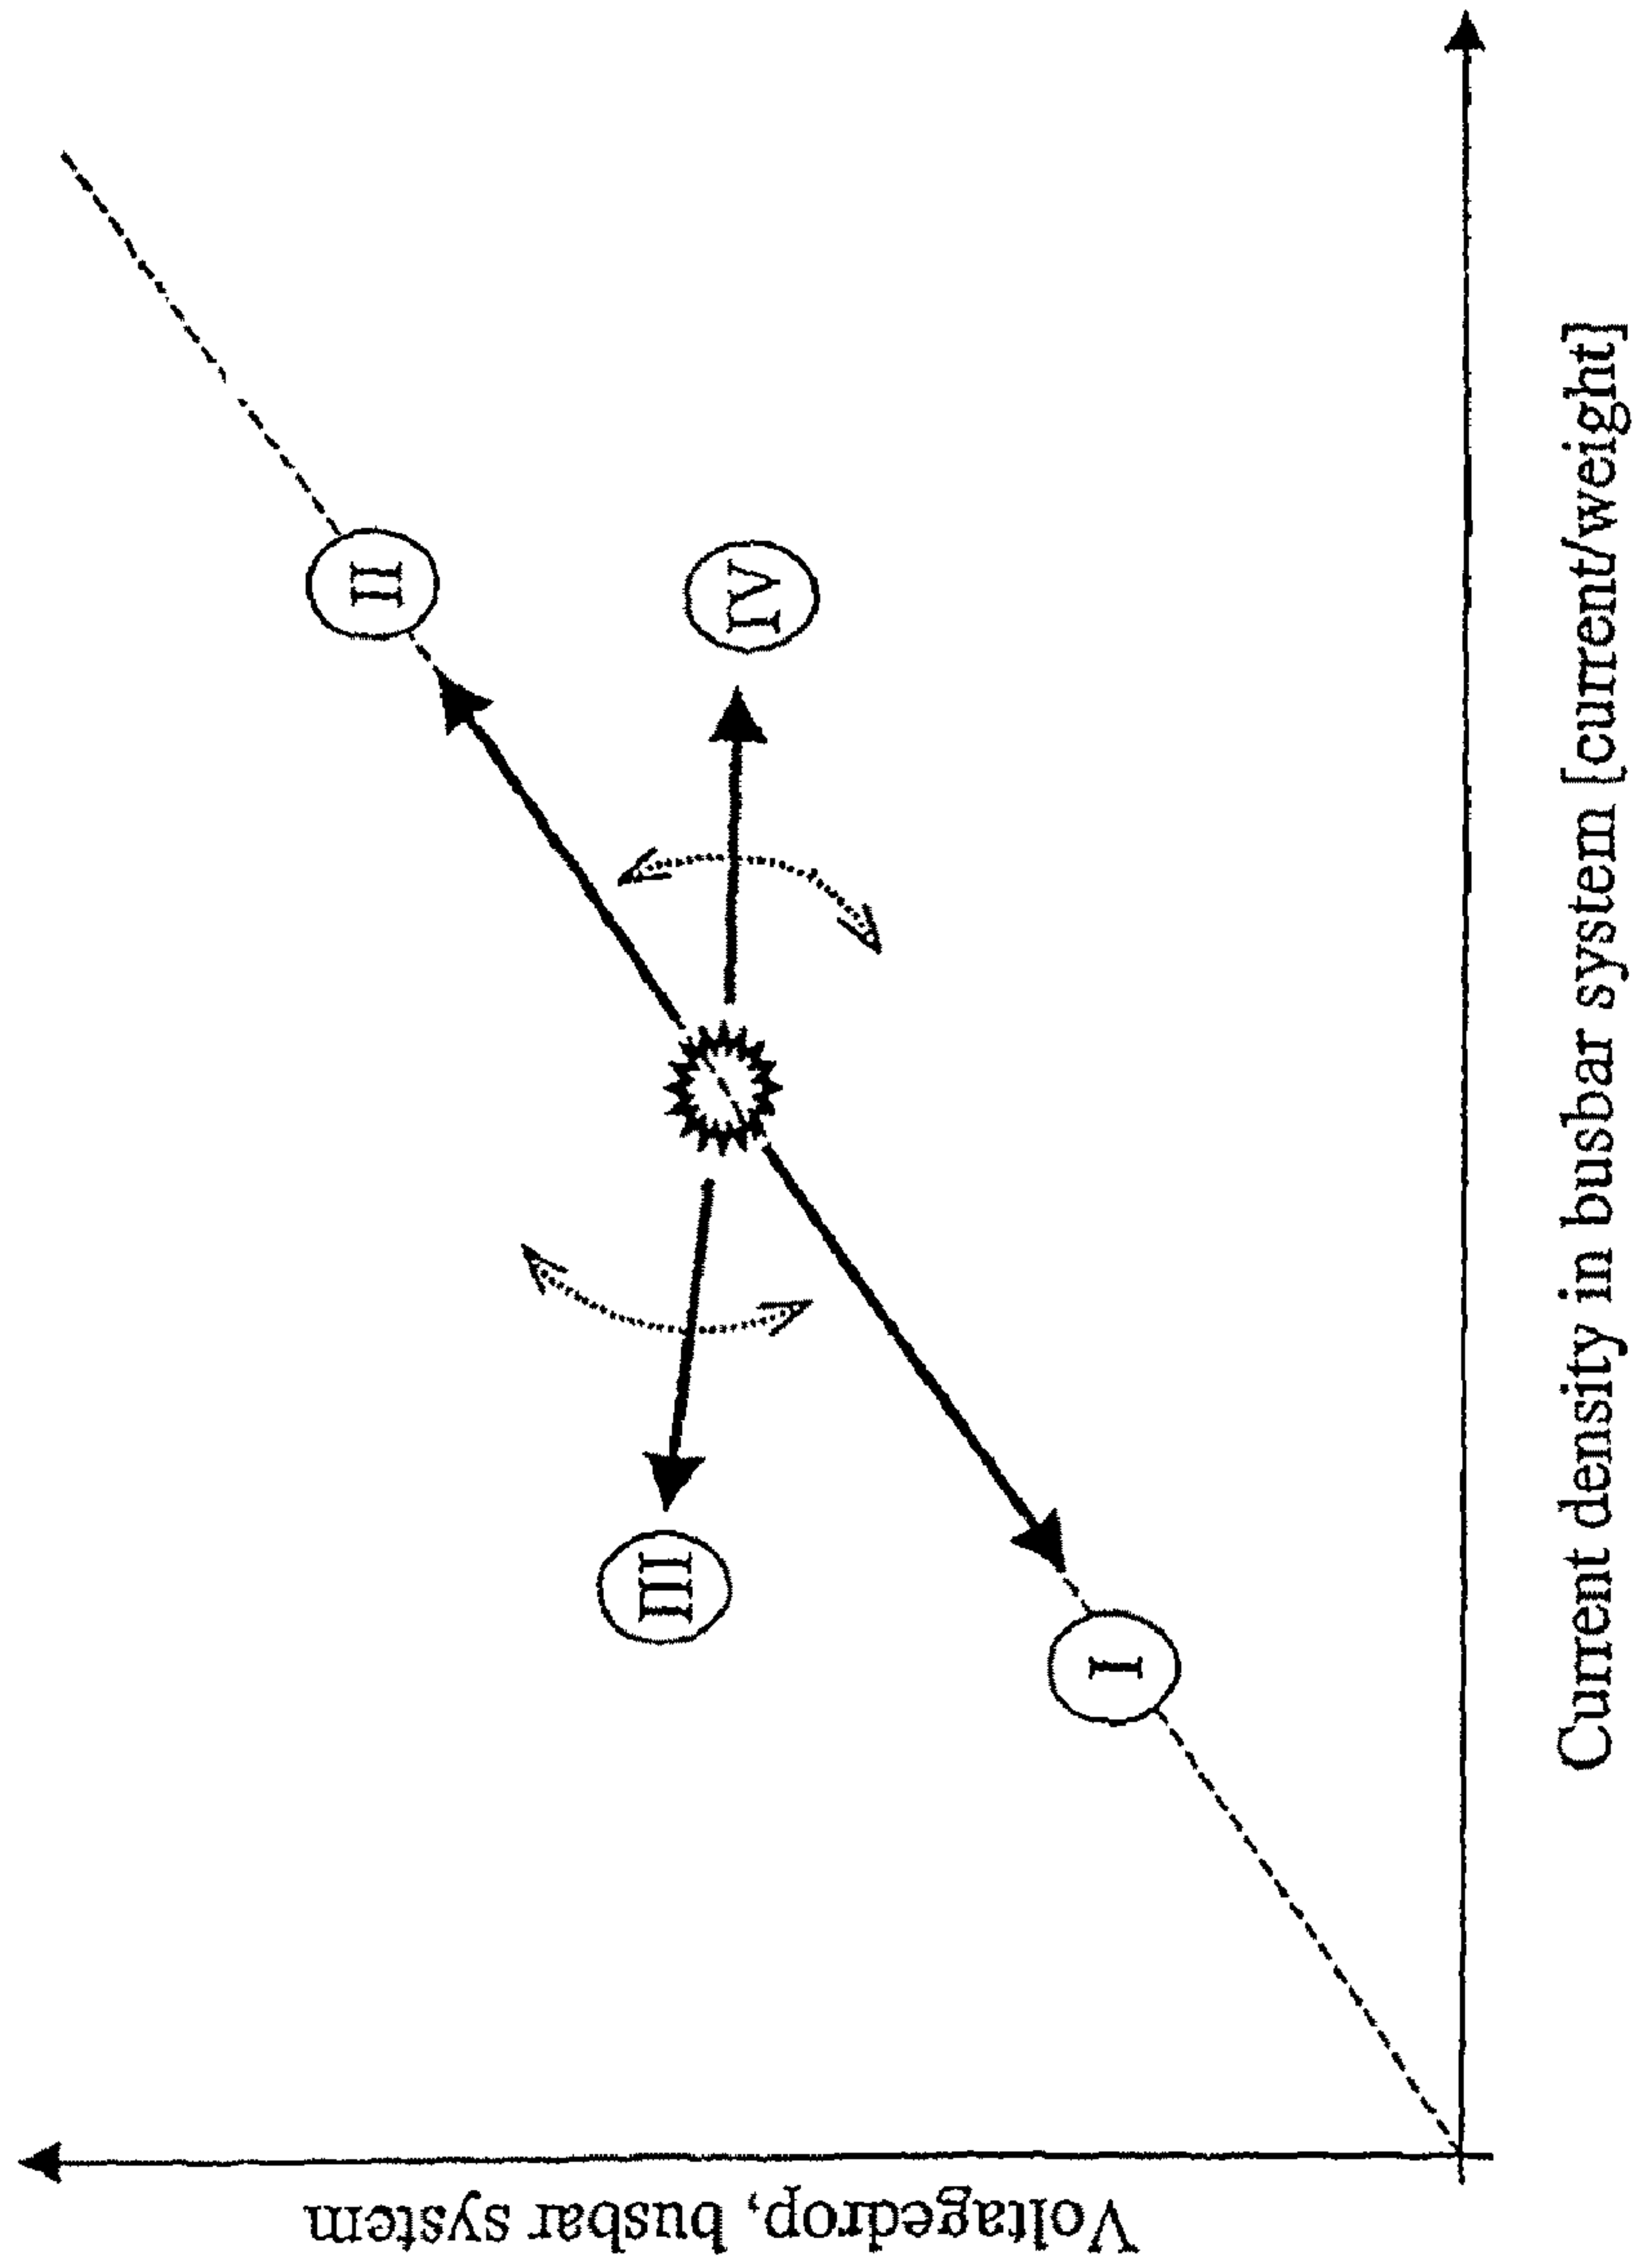 Voltagedrop, busbar system
II
IV
III
I
Current density in busbar system [current/weight]